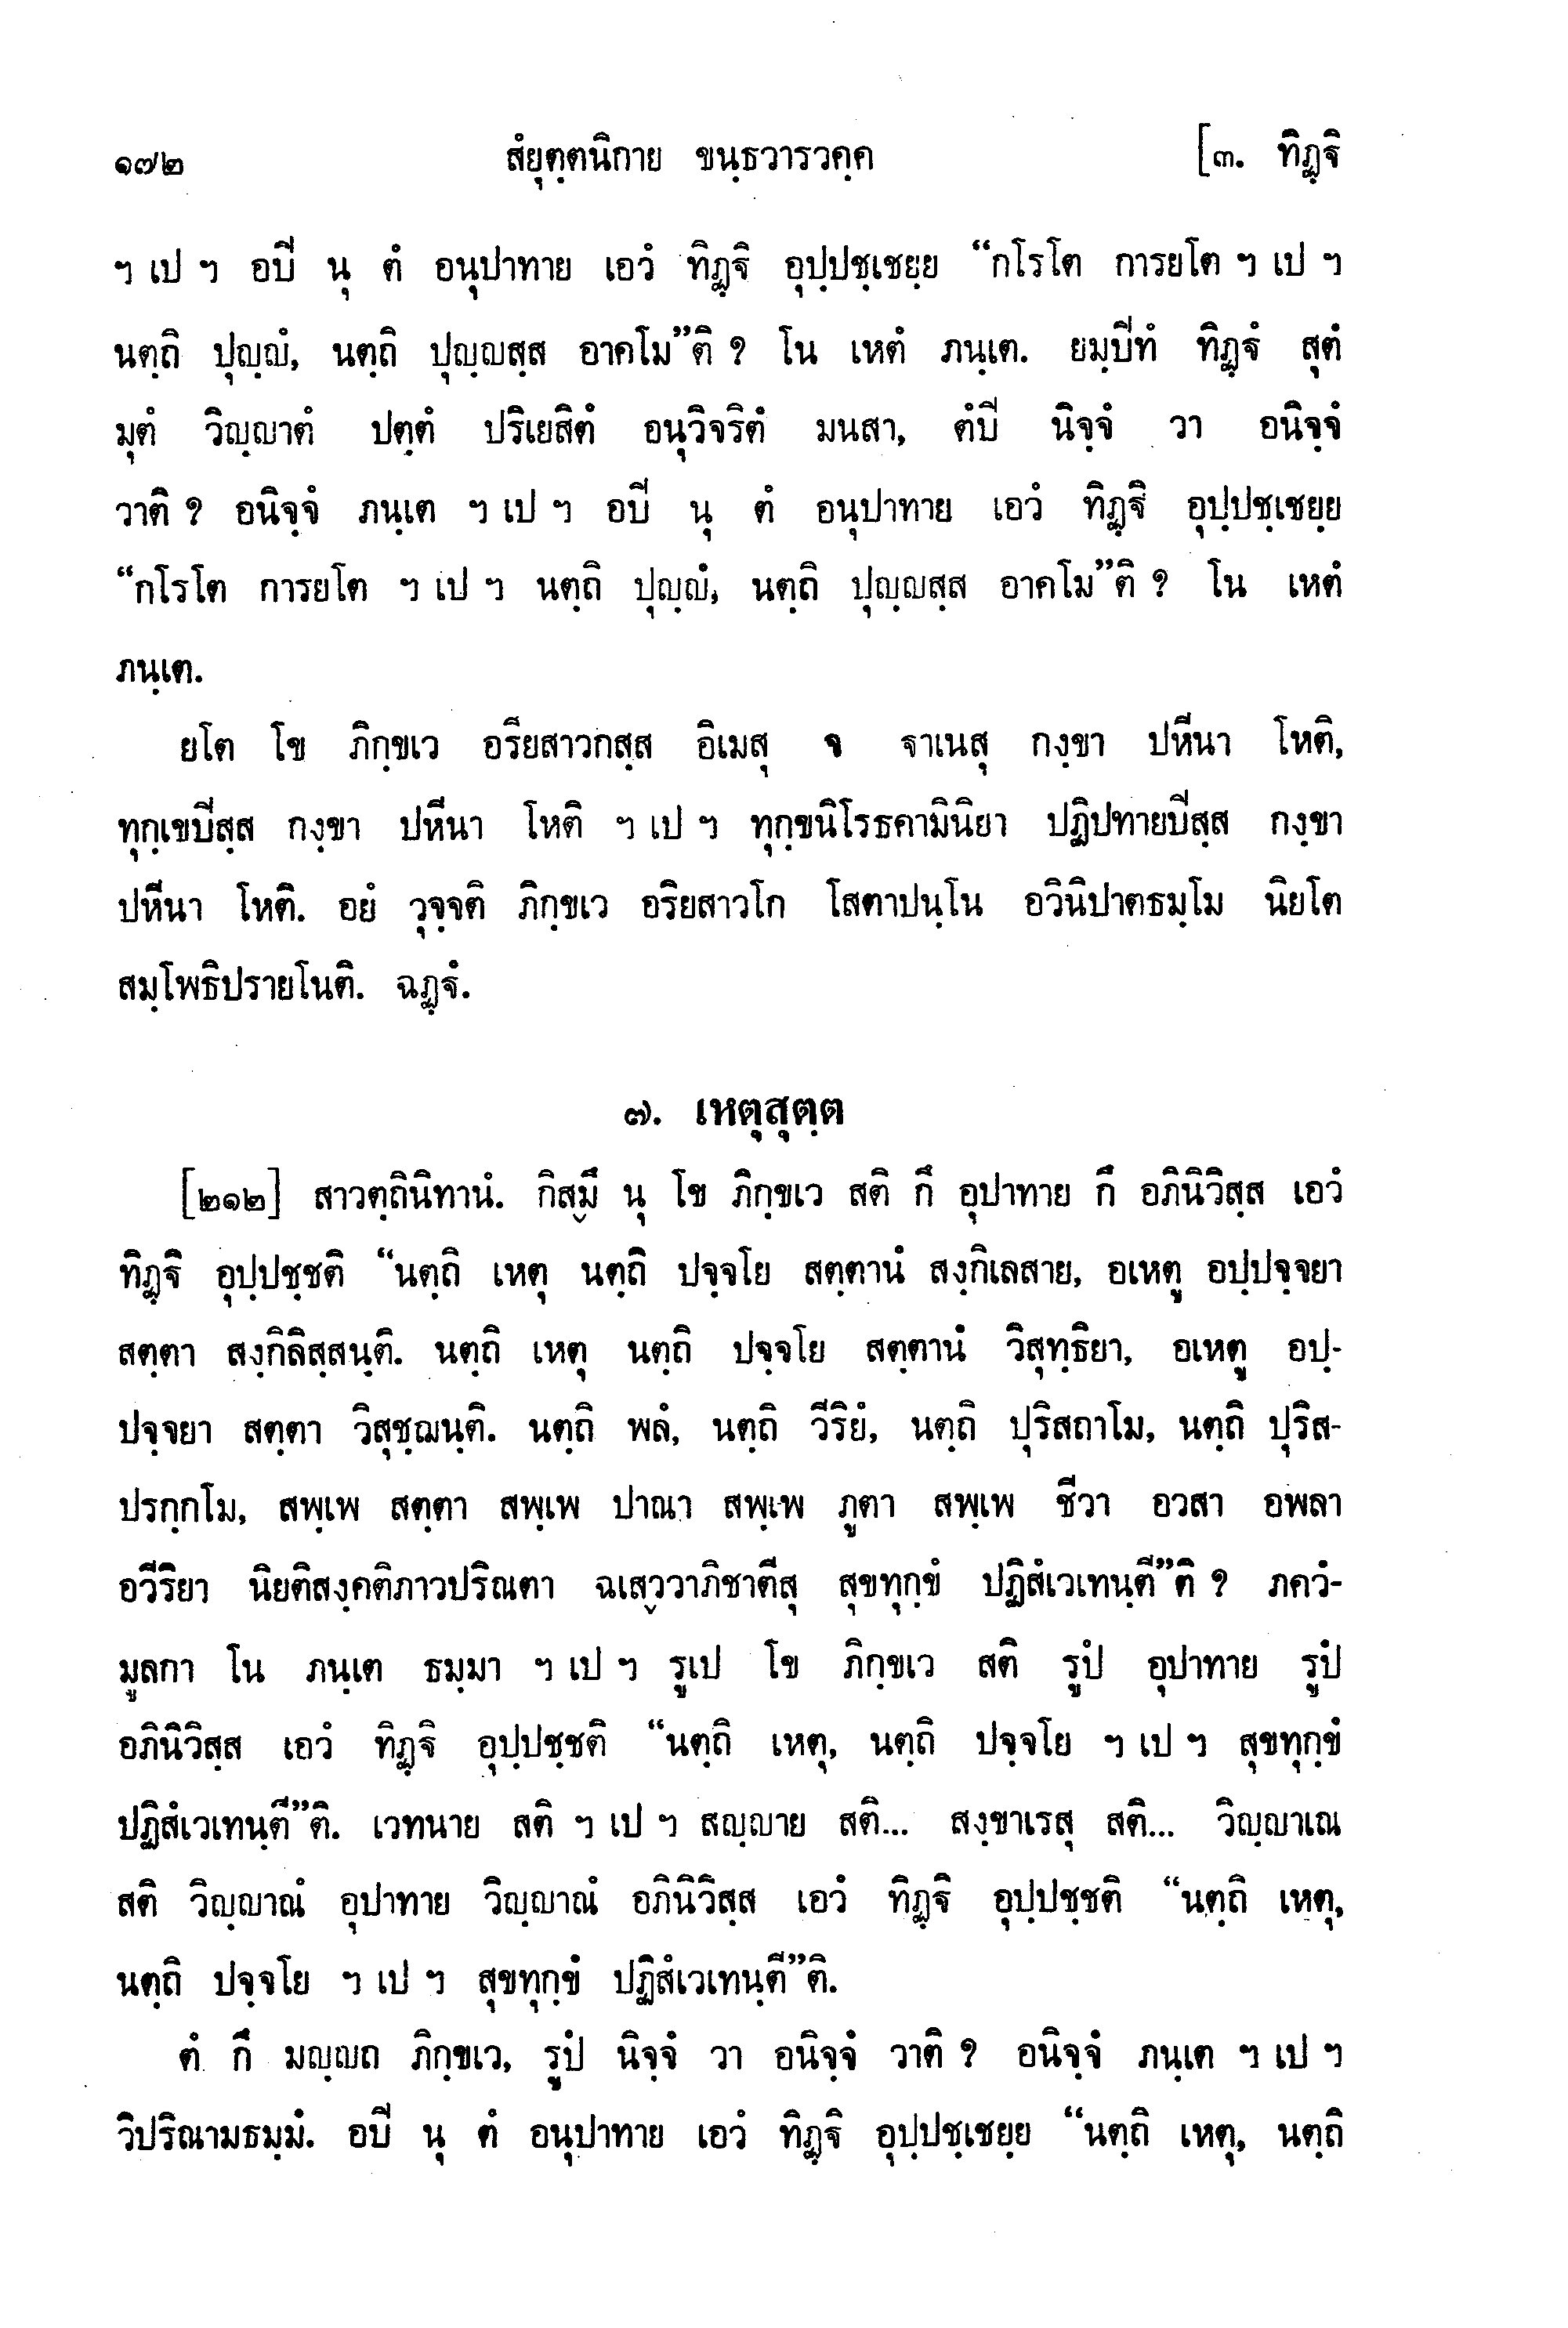 ๑๗๒ สํยุตฺตนิกาย ขนฺธวารวคฺค [๓. ทิฏฺฐิ
ฯ เป ฯ อปิ นุ ตํ อนุปาทาย เอวํ ทิฏฺฐิ อุปฺปชฺเชยฺย “กโรโต การยโต ฯ เป ฯ
นตฺถิ ปุญฺญํ, นตฺถิ ปุญฺญสฺส อาคโม”ติ ? โน เหตํ ภนฺเต. ยมฺปีทํ ทิฏฺฐํ สุตํ
มุตํ วิญฺญาตํ ปตฺตํ ปริเยสิตํ อนุวิจริตํ มนสา, ตํปิ นิจฺจํ วา อนิจฺจํ
วาติ ? อนิจฺจํ ภนฺเต ฯ เป ฯ อปิ นุ ตํ อนุปาทาย เอวํ ทิฏฺฐิ อุปฺปชฺเชยฺย
“กโรโต การยโต ฯ เป ฯ นตฺถิ ปุญฺญํ, นตฺถิ ปุญฺญสฺส อาคโม”ติ ? โน เหตํ
ภนฺเต.
ยโต โข ภิกฺขเว อริยสาวกสฺส อิเมสุ จ ฐาเนสุ กงฺขา ปหีนา โหติ,
ทุกฺเขปิสฺส กงฺขา ปหีนา โหติ ฯ เป ฯ ทุกฺขนิโรธคามินิยา ปฏิปทายปิสฺส กงฺขา
ปหีนา โหติ. อยํ วุจฺจติ ภิกฺขเว อริยสาวโก โสตาปนฺโน อวินิปาตธมฺโม นิยโต
สมฺโพธิปรายโนติ. ฉฏฺฐํ.
๗. เหตุสุตฺต
[๒๑๒] สาวตฺถินิทานํ. กิสฺมึ นุ โข ภิกฺขเว สติ กึ อุปาทาย กึ อภินิวิสฺส เอวํ
ทิฏฺฐิ อุปฺปชฺชติ “นตฺถิ เหตุ นตฺถิ ปจฺจโย สตฺตานํ สงฺกิเลสาย, อเหตู อปฺปจฺจยา
สตฺตา สงฺกิลิสฺสนฺติ. นตฺถิ เหตุ นตฺถิ ปจฺจโย สตฺตานํ วิสุทฺธิยา, อเหตู อปฺ-
ปจฺจยา สตฺตา วิสุชฺฌนฺติ. นตฺถิ พลํ, นตฺถิ วีริยํ, นตฺถิ ปุริสถาโม, นตฺถิ ปุริส-
ปรกฺกโม, สพฺเพ สตฺตา สพฺเพ ปาณา สพฺเพ ภูตา สพฺเพ ชีวา อวสา อพลา
อวีริยา นิยติสงฺคติภาวปริณตา ฉเสฺววาภิชาตีสุ สุขทุกฺขํ ปฏิสํเวเทนฺตี”ติ ? ภควํ-
มูลกา โน ภนฺเต ธมฺมา ฯ เป ฯ รูเป โข ภิกฺขเว สติ รูปํ อุปาทาย รูปํ
อภินิวิสฺส เอวํ ทิฏฺฐิ อุปฺปชฺชติ “นตฺถิ เหตุ, นตฺถิ ปจฺจโย ฯ เป ฯ สุขทุกฺขํ
ปฏิสํเวเทนฺตี”ติ. เวทนาย สติ ฯ เป ฯ สญฺญาย สติ... สงฺขาเรสุ สติ... วิญฺญาเณ
สติ วิญฺญาณํ อุปาทาย วิญฺญาณํ อภินิวิสฺส เอวํ ทิฏฺฐิ อุปฺปชฺชติ “นตฺถิ เหตุ,
นตฺถิ ปจฺจโย ฯ เป ฯ สุขทุกฺขํ ปฏิสํเวเทนฺตี”ติ.
ตํ กึ มญฺญถ ภิกฺขเว, รูปํ นิจฺจํ วา อนิจฺจํ วาติ ? อนิจฺจํ ภนฺเต ฯ เป ฯ
วิปริณามธมฺมํ. อปิ นุ ตํ อนุปาทาย เอวํ ทิฏฺฐิ อุปฺปชฺเชยฺย “นตฺถิ เหตุ, นตฺถิ